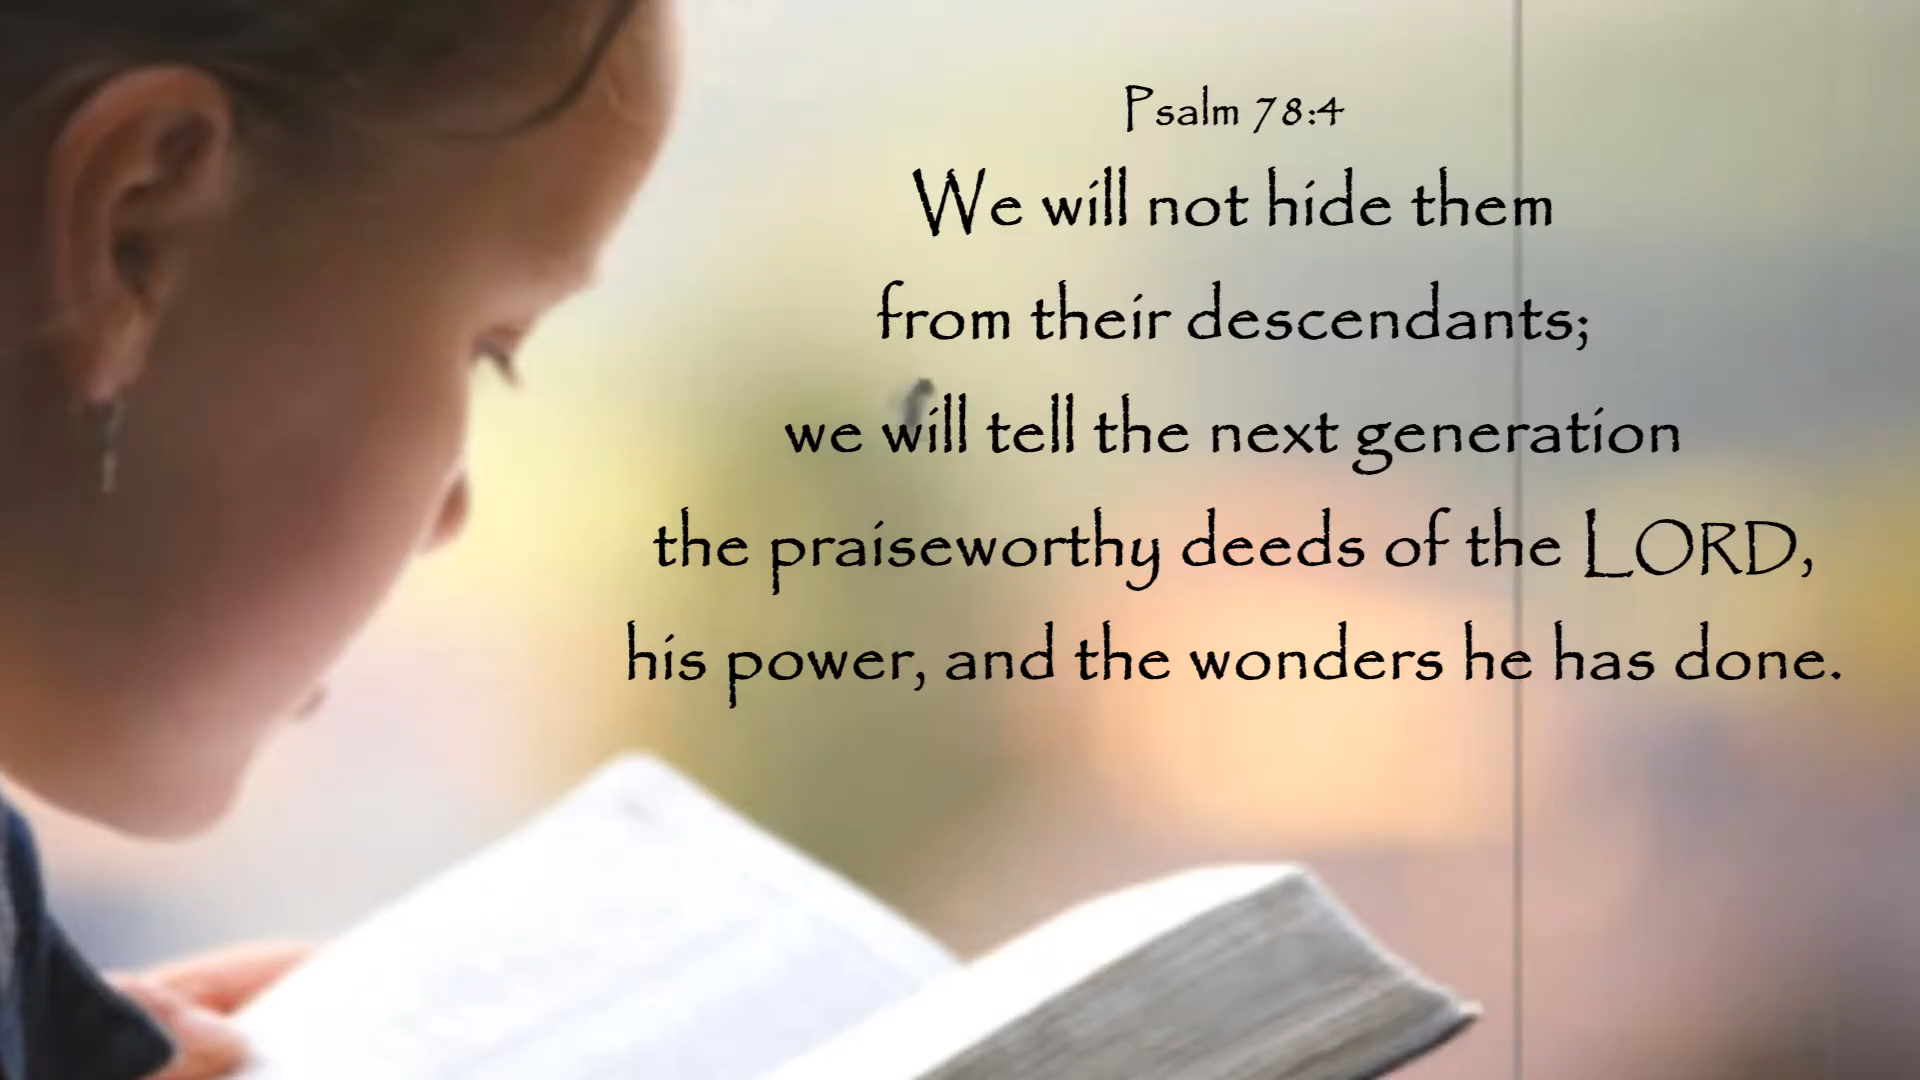 Psalm 78:4
We will not hide them
from their descendants;
we will tell the next generation
the praiseworthy deeds of the LORD,
his power, and the wonders he has done.